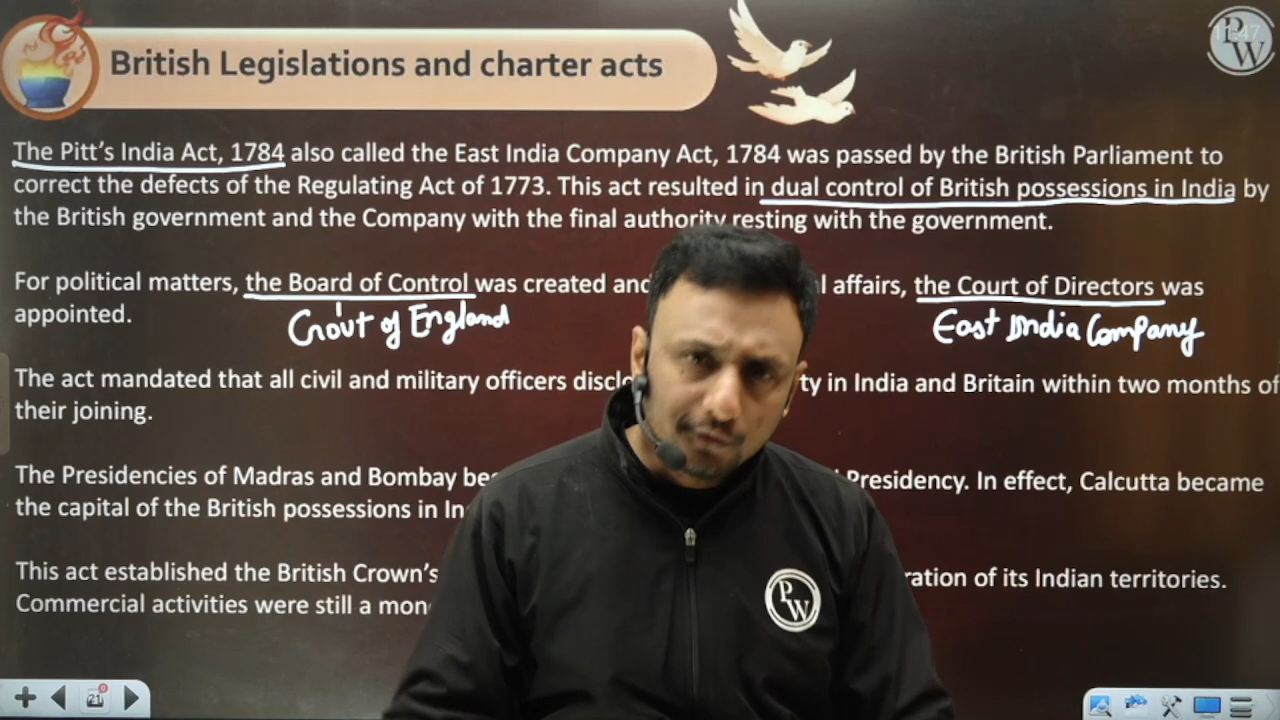 British Legislations and charter acts
PW
The Pitt's India Act, 1784 also called the East India Company Act, 1784 was passed by the British Parliament to
correct the defects of the Regulating Act of 1773. This act resulted in dual control of British possessions in India by
the British government and the Company with the final authority resting with the government.
For political matters, the Board of Control was created and l affairs, the Court of Directors was
appointed.
Gov't of England
East India Company
The act mandated that all civil and military officers ty in India and Britain within two months of
their joining.
The Presidencies of Madras and Bombay Presidency. In effect, Calcutta became
the capital of the British possessions in
This act established the British Crown's ration of its Indian territories.
Commercial activities were still a
PW
21